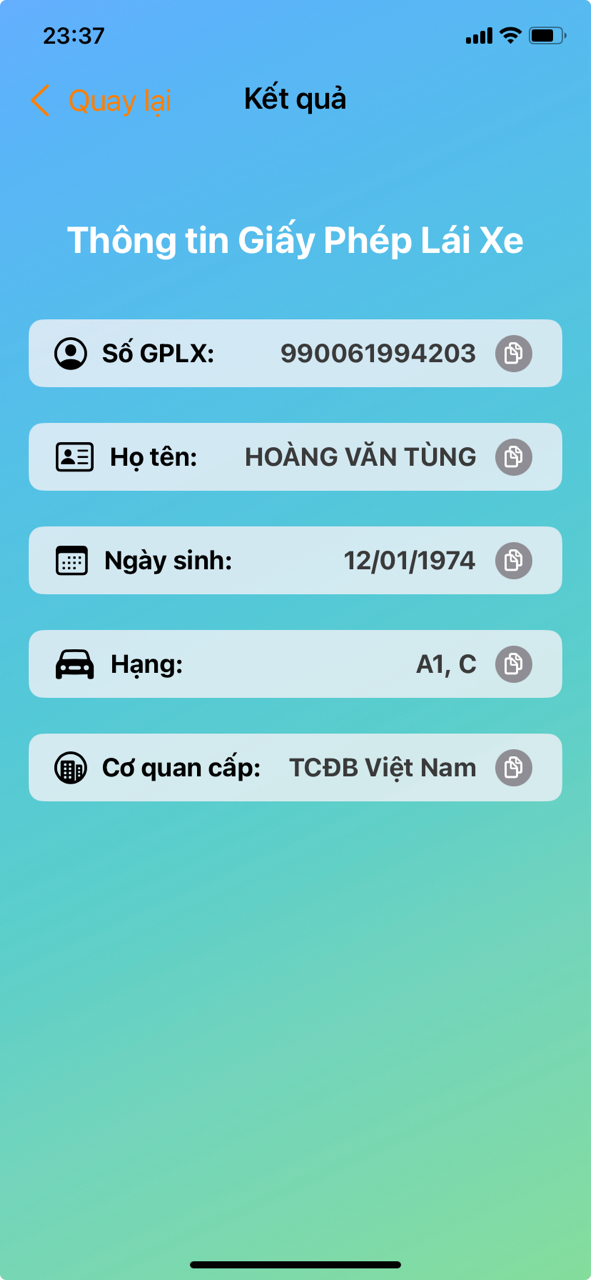 23:37
Quay lại
Kết quả
Thông tin Giấy Phép Lái Xe
Số GPLX: 990061994203
Họ tên: HOÀNG VĂN TÙNG
Ngày sinh: 12/01/1974
Hạng: A1, C
Cơ quan cấp: TCĐB Việt Nam